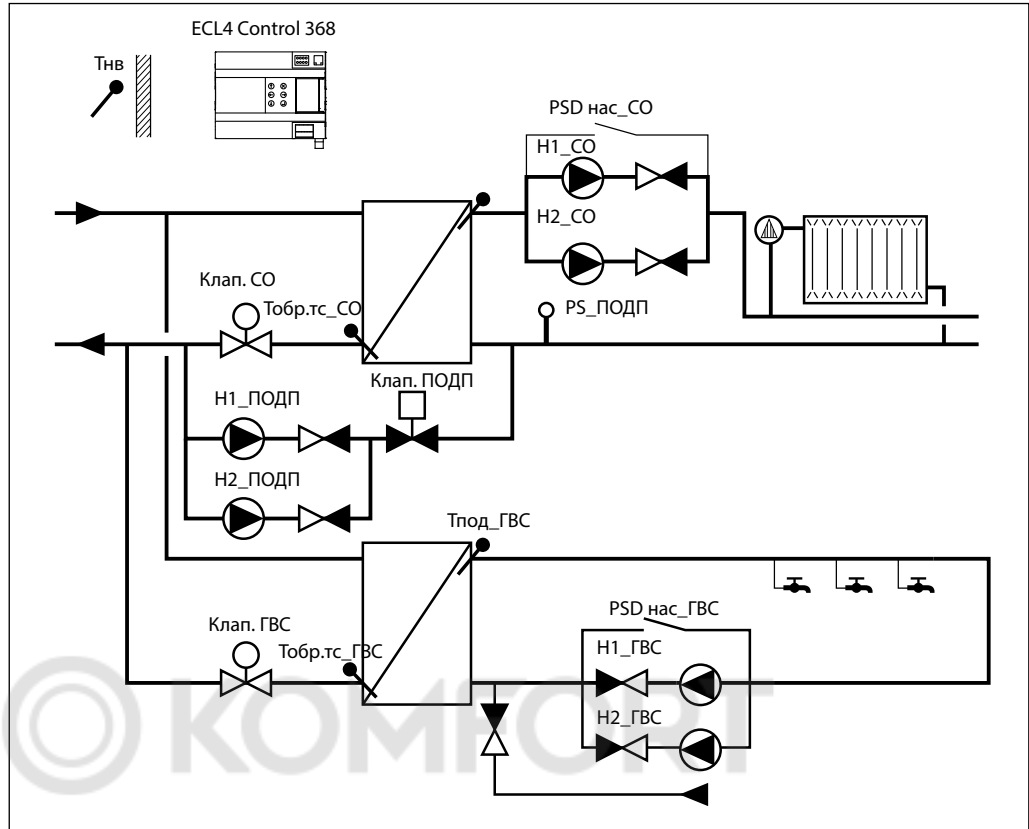 ECL4 Control 368
Тнв
PSD нас_СО
Н1_СО
Н2_СО
Клап. СО
Тобр.тс_СО
PS_ПОДП
Клап. ПОДП
Н1_ПОДП
Н2_ПОДП
Тпод_ГВС
Клап. ГВС
Тобр.тс_ГВС
PSD нас_ГВС
Н1_ГВС
Н2_ГВС
KOMFORT